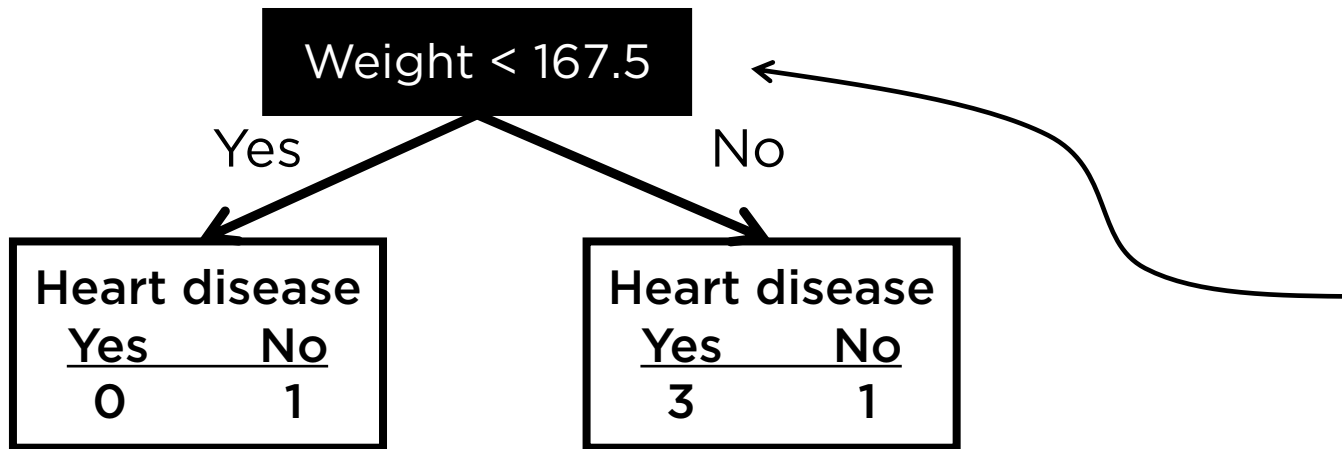 Weight < 167.5
Yes
No
Heart disease
Yes No
0 1
Heart disease
Yes No
3 1